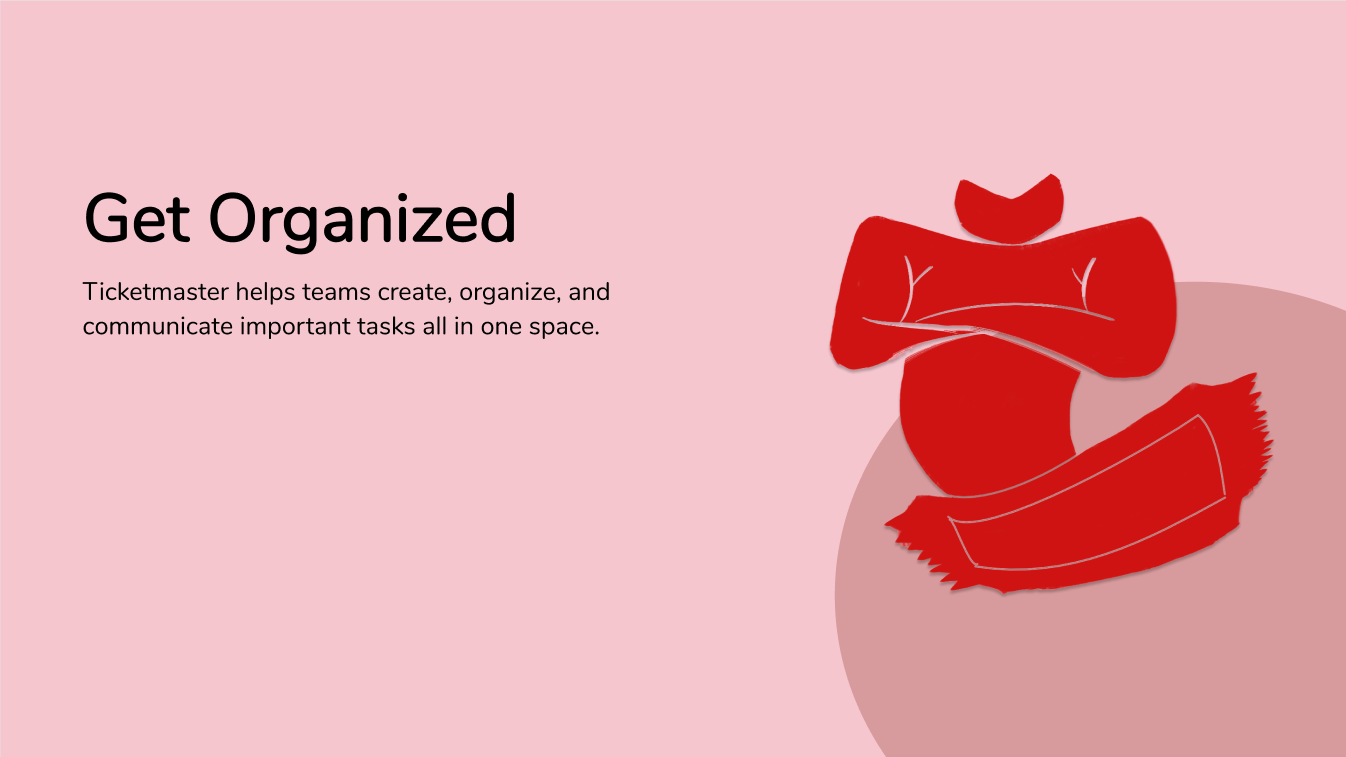 Get Organized
Ticketmaster helps teams create, organize, and
communicate important tasks all in one space.